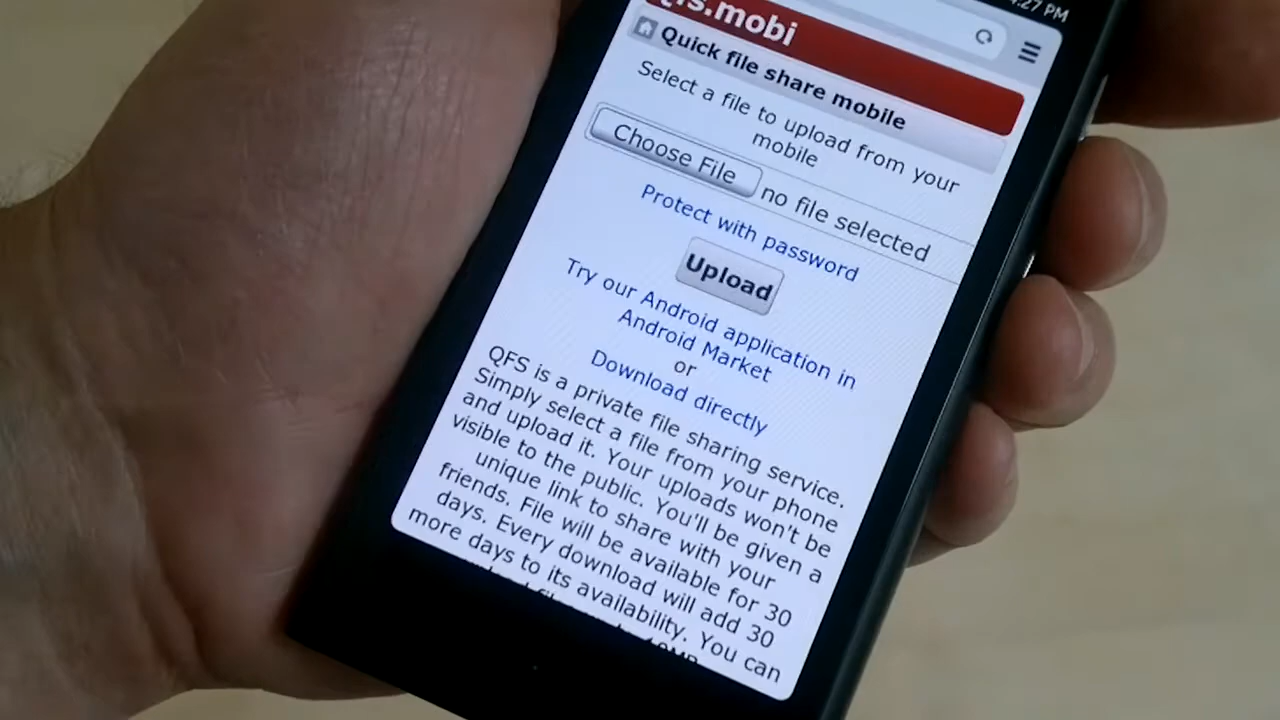 4:27 PM
qfs.mobi
Quick file share mobile
Select a file to upload from your
mobile
Choose File no file selected
Protect with password
Upload
Try our Android application in
Android Market
or
Download directly
QFS is a private file sharing service.
Simply select a file from your phone
and upload it. Your uploads won't be
visible to the public. You'll be given a
unique link to share with your
friends. File will be available for 30
days. Every download will add 30
more days to its availability. You can